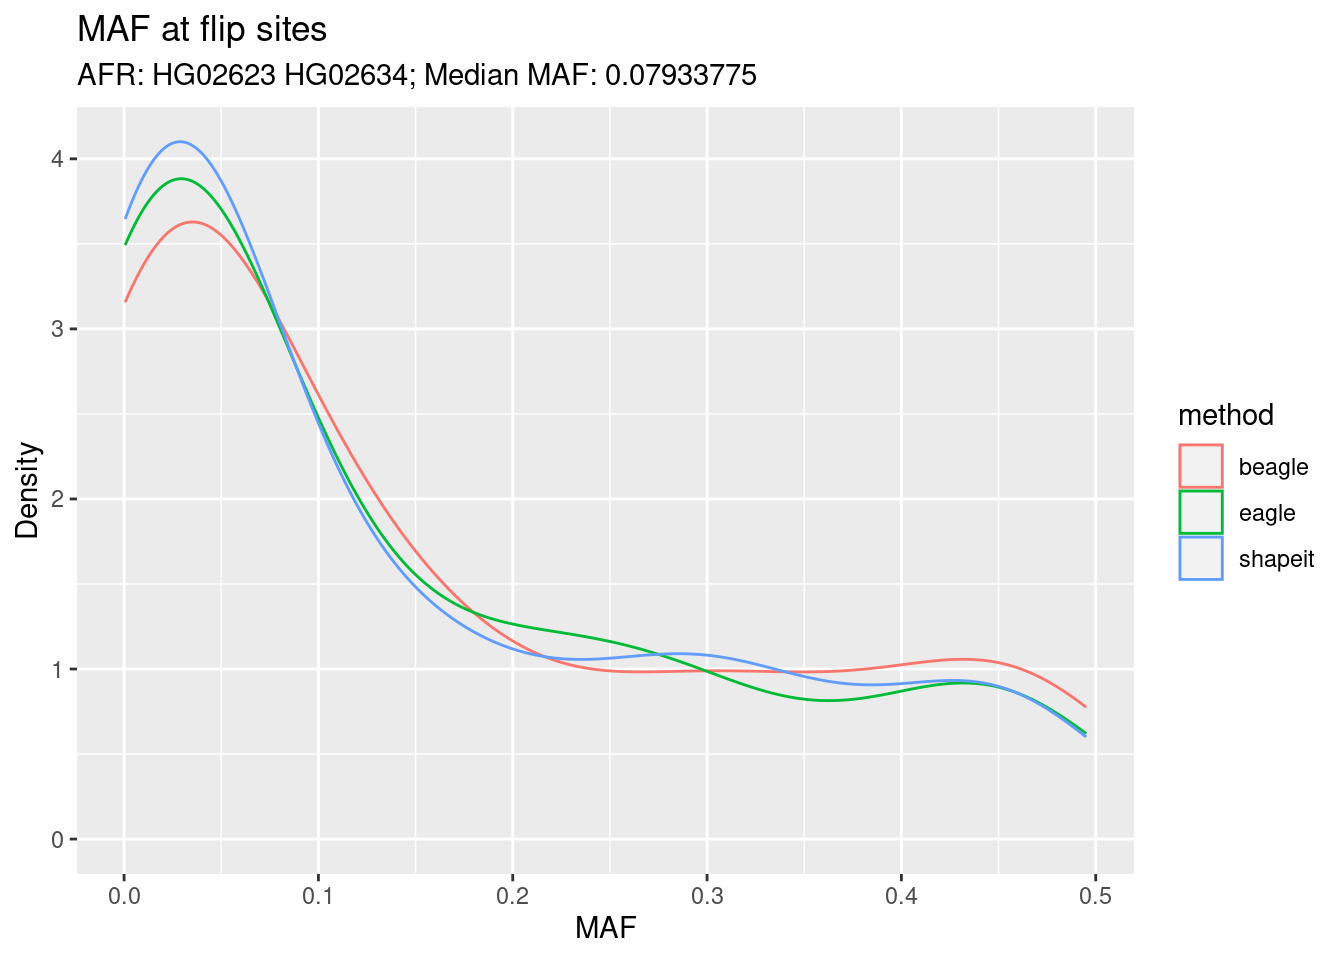 MAF at flip sites
AFR: HG02623 HG02634; Median MAF: 0.07933775
4
3
2
1
0
Density
0.0 0.1 0.2 0.3 0.4 0.5
MAF
method
beagle
eagle
shapeit